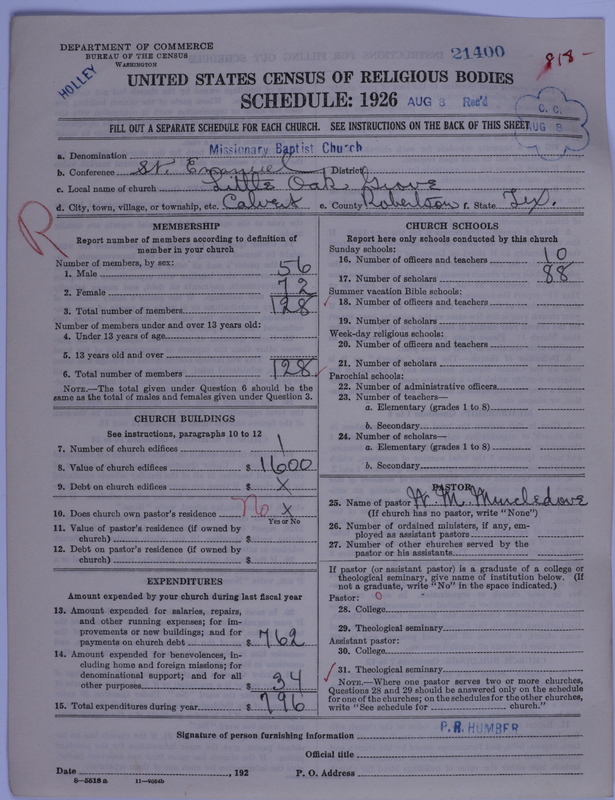 DEPARTMENT OF COMMERCE
BUREAU OF THE CENSUS
WASHINGTON
HOLLEY
21400
818-
UNITED STATES CENSUS OF RELIGIOUS BODIES
SCHEDULE: 1926 AUG 8 Rec'd
C. C.
AUG 8
FILL OUT A SEPARATE SCHEDULE FOR EACH CHURCH. SEE INSTRUCTIONS ON THE BACK OF THIS SHEET.
a. Denomination Missionary Baptist Church
b. Conference St. Emanuel District
c. Local name of church Little Oak Grove
d. City, town, village, or township, etc. Calvert e. County Robertson f. State Tex.
R
MEMBERSHIP
Report number of members according to definition of
member in your church
Number of members, by sex:
1. Male 56
2. Female 72
3. Total number of members 128
Number of members under and over 13 years old:
4. Under 13 years of age
5. 13 years old and over
6. Total number of members 128
NOTE.—The total given under Question 6 should be the
same as the total of males and females given under Question 3.
CHURCH BUILDINGS
See instructions, paragraphs 10 to 12
7. Number of church edifices 1
8. Value of church edifices $1600
9. Debt on church edifices $ X
10. Does church own pastor's residence No X
Yes or No
11. Value of pastor's residence (if owned by
church) $
12. Debt on pastor's residence (if owned by
church) $
EXPENDITURES
Amount expended by your church during last fiscal year
13. Amount expended for salaries, repairs,
and other running expenses; for im-
provements or new buildings; and for
payments on church debt $ 762
14. Amount expended for benevolences, in-
cluding home and foreign missions; for
denominational support; and for all
other purposes $ 34
15. Total expenditures during year $ 796
CHURCH SCHOOLS
Report here only schools conducted by this church
Sunday schools:
16. Number of officers and teachers 10
17. Number of scholars 88
Summer vacation Bible schools:
18. Number of officers and teachers
19. Number of scholars
Week-day religious schools:
20. Number of officers and teachers
21. Number of scholars
Parochial schools:
22. Number of administrative officers
23. Number of teachers—
a. Elementary (grades 1 to 8)
b. Secondary
24. Number of scholars—
a. Elementary (grades 1 to 8)
b. Secondary
PASTOR
25. Name of pastor W. M.
(If church has no pastor, write "None")
26. Number of ordained ministers, if any, em-
ployed as assistant pastors
27. Number of other churches served by the
pastor or his assistants
If pastor (or assistant pastor) is a graduate of a college or
theological seminary, give name of institution below. (If
not a graduate, write "No" in the space indicated.)
Pastor: 0
28. College
29. Theological seminary
Assistant pastor:
30. College
31. Theological seminary
NOTE.—Where one pastor serves two or more churches,
Questions 28 and 29 should be answered only on the schedule
for one of the churches; on the schedules for the other churches,
write "See schedule for church."
Signature of person furnishing information P. R. HUMBER
Official title
Date , 192 P. O. Address
8-5518 a 11-9064b